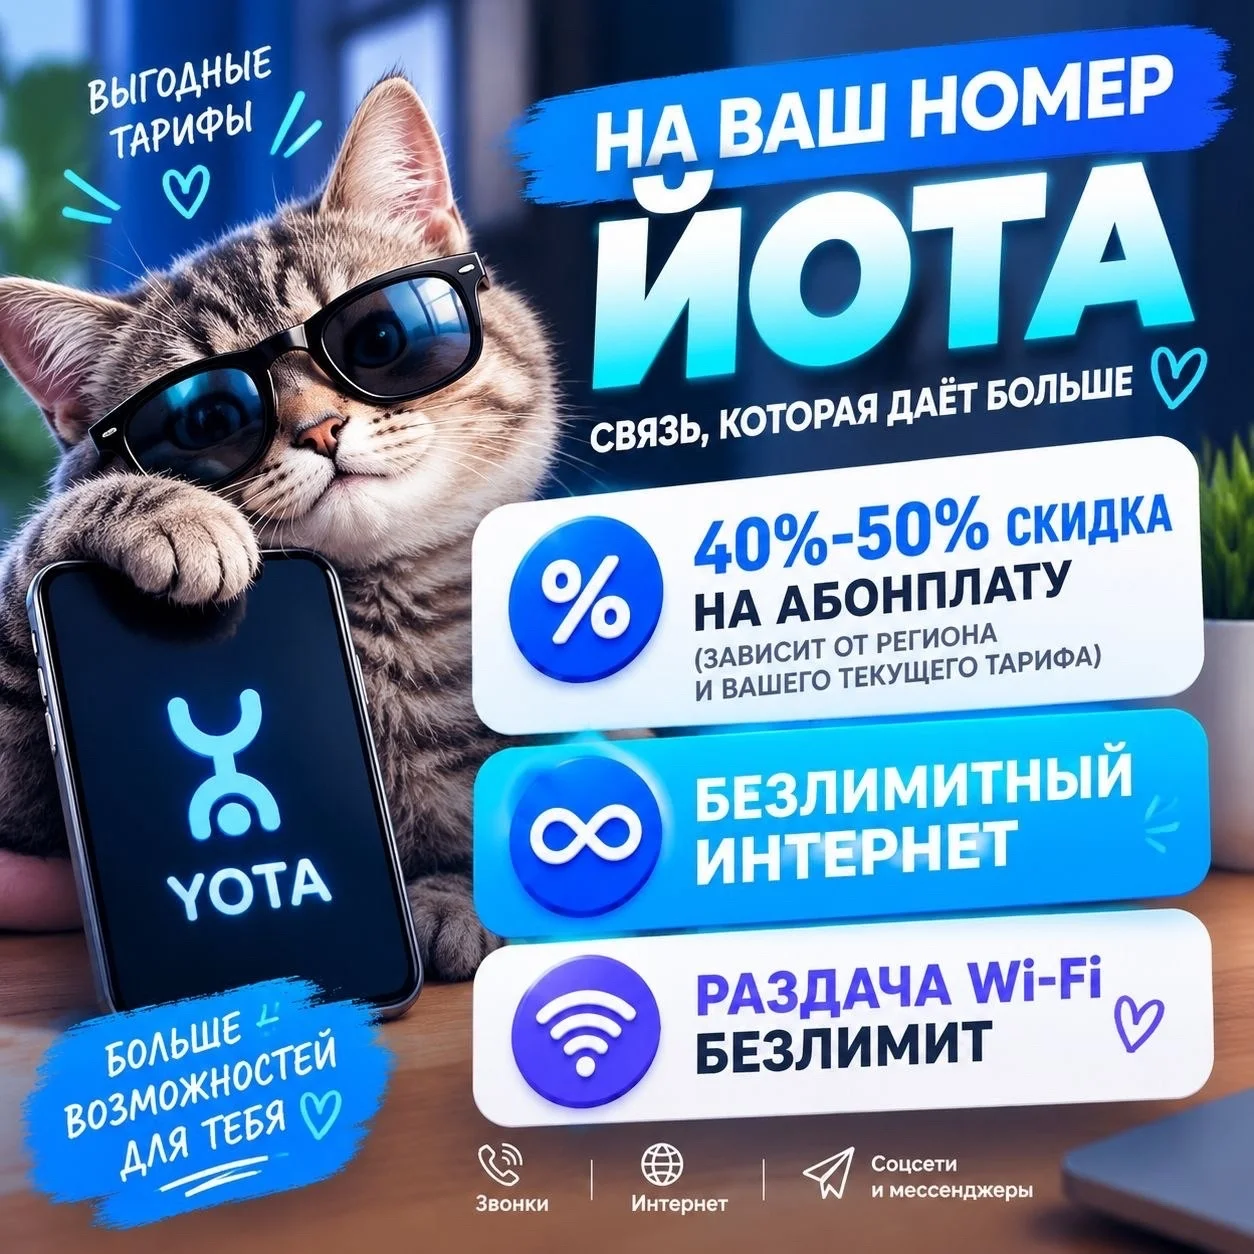 ВЫГОДНЫЕ
ТАРИФЫ
НА ВАШ НОМЕР
ЙОТА
СВЯЗЬ, КОТОРАЯ ДАЁТ БОЛЬШЕ
40%-50% СКИДКА
НА АБОНПЛАТУ
(ЗАВИСИТ ОТ РЕГИОНА
И ВАШЕГО ТЕКУЩЕГО ТАРИФА)
%
БЕЗЛИМИТНЫЙ
ИНТЕРНЕТ
РАЗДАЧА Wi-Fi
БЕЗЛИМИТ
YOTA
БОЛЬШЕ
ВОЗМОЖНОСТЕЙ
ДЛЯ ТЕБЯ
Звонки
Интернет
Соцсети
и мессенджеры